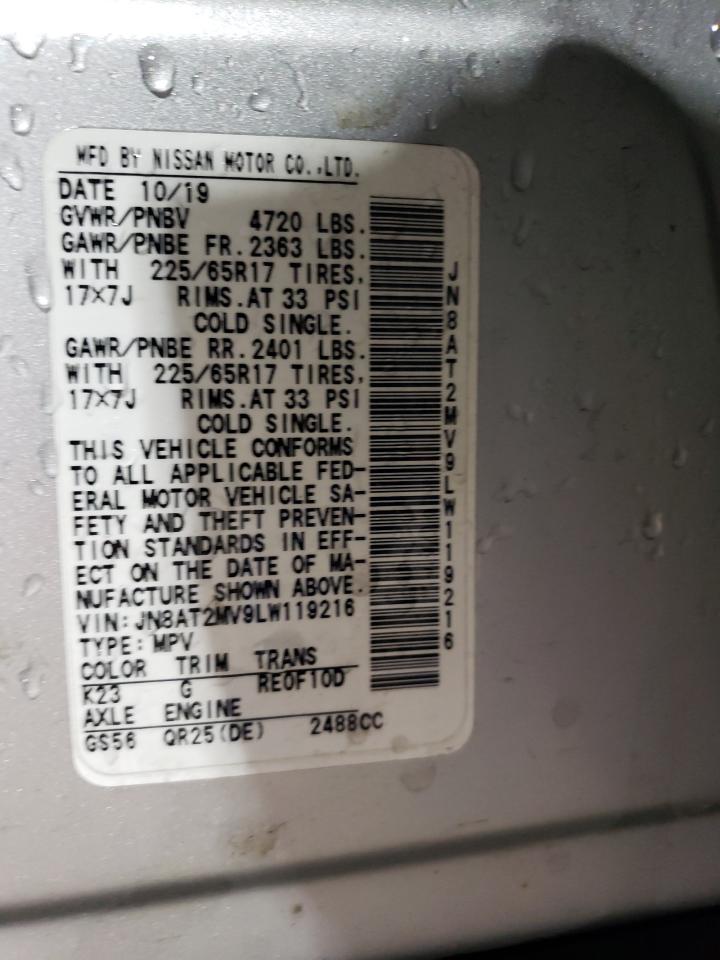 MFD BY NISSAN MOTOR CO.,LTD.
DATE 10/19
GVWR/PNBV 4720 LBS.
GAWR/PNBE FR.2363 LBS.
WITH 225/65R17 TIRES,
17×7J RIMS.AT 33 PSI
COLD SINGLE.
GAWR/PNBE RR.2401 LBS.
WITH 225/65R17 TIRES,
17×7J RIMS.AT 33 PSI
COLD SINGLE.
THIS VEHICLE CONFORMS
TO ALL APPLICABLE FED-
ERAL MOTOR VEHICLE SA-
FETY AND THEFT PREVEN-
TION STANDARDS IN EFF-
ECT ON THE DATE OF MA-
NUFACTURE SHOWN ABOVE.
VIN:JN8AT2MV9LW119216
TYPE:MPV
COLOR TRIM TRANS
K23 G RE0F10D
AXLE ENGINE
GS56 QR25(DE) 2488CC
JN8AT2MV9LW119216